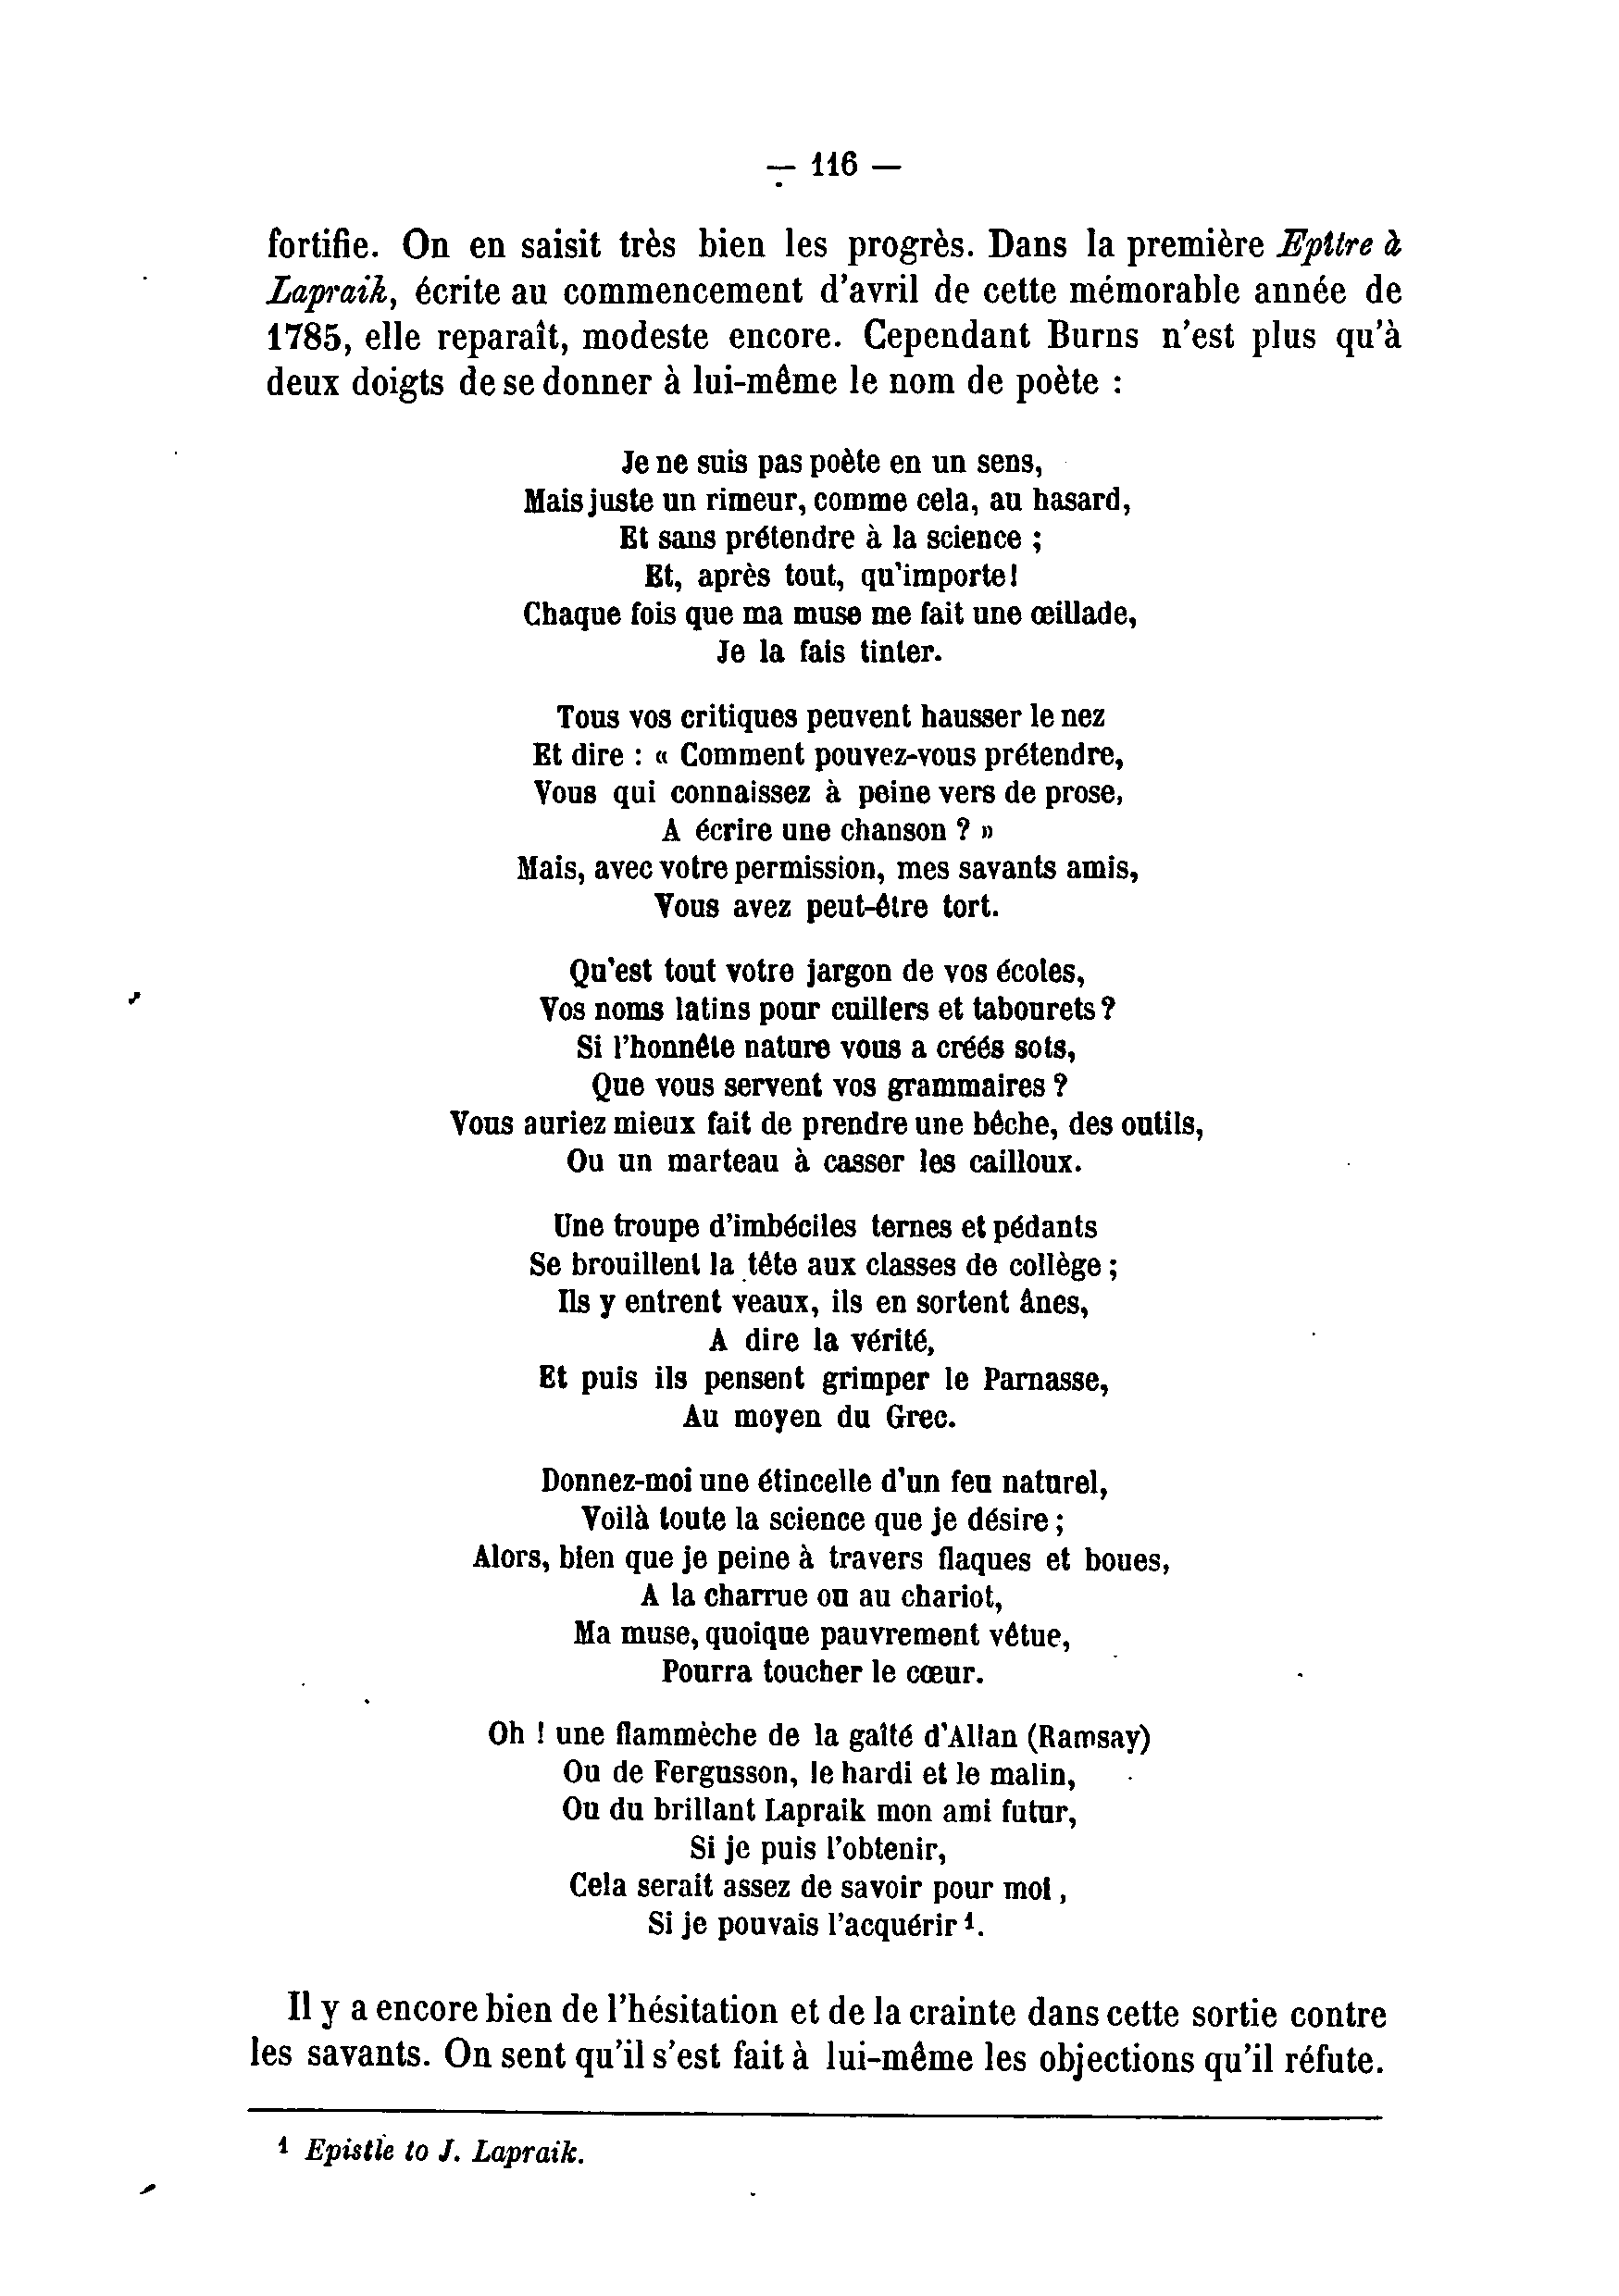 — 116 —
fortifie. On en saisit très bien les progrès. Dans la première Epître à
Lapraik, écrite au commencement d'avril de cette mémorable année de
1785, elle reparaît, modeste encore. Cependant Burns n'est plus qu'à
deux doigts de se donner à lui-même le nom de poète :
Je ne suis pas poète en un sens,
Mais juste un rimeur, comme cela, au hasard,
Et sans prétendre à la science ;
Et, après tout, qu'importe!
Chaque fois que ma muse me fait une œillade,
Je la fais tinter.
Tous vos critiques peuvent hausser le nez
Et dire : « Comment pouvez-vous prétendre,
Vous qui connaissez à peine vers de prose,
A écrire une chanson ? »
Mais, avec votre permission, mes savants amis,
Vous avez peut-être tort.
Qu'est tout votre jargon de vos écoles,
Vos noms latins pour cuillers et tabourets ?
Si l'honnête nature vous a créés sots,
Que vous servent vos grammaires ?
Vous auriez mieux fait de prendre une bêche, des outils,
Ou un marteau à casser les cailloux.
Une troupe d'imbéciles ternes et pédants
Se brouillent la tête aux classes de collège ;
Ils y entrent veaux, ils en sortent ânes,
A dire la vérité,
Et puis ils pensent grimper le Parnasse,
Au moyen du Grec.
Donnez-moi une étincelle d'un feu naturel,
Voilà toute la science que je désire ;
Alors, bien que je peine à travers flaques et boues,
A la charrue ou au chariot,
Ma muse, quoique pauvrement vêtue,
Pourra toucher le cœur.
Oh ! une flammèche de la gaîté d'Allan (Ramsay)
Ou de Fergusson, le hardi et le malin,
Ou du brillant Lapraik mon ami futur,
Si je puis l'obtenir,
Cela serait assez de savoir pour moi,
Si je pouvais l'acquérir 1.
Il y a encore bien de l'hésitation et de la crainte dans cette sortie contre
les savants. On sent qu'il s'est fait à lui-même les objections qu'il réfute.
1 Epistle to J. Lapraik.